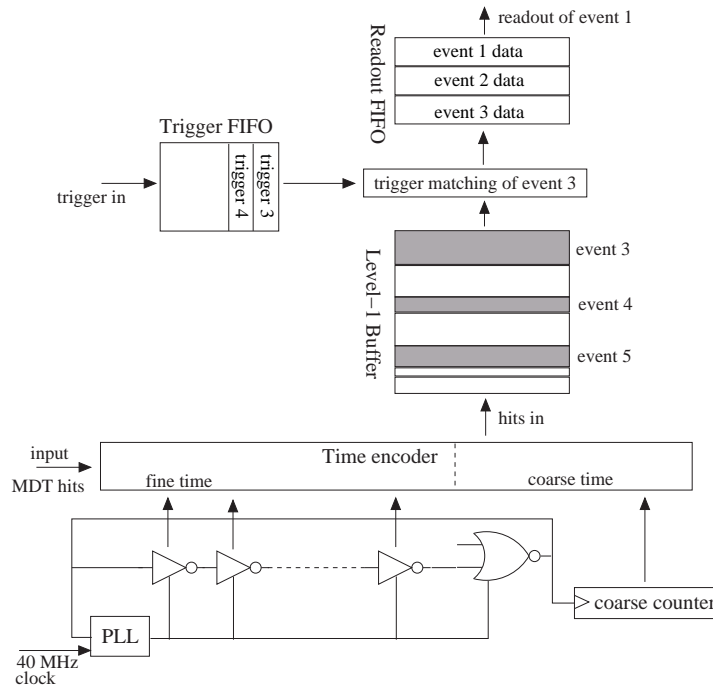 readout of event 1
Readout FIFO
event 1 data
event 2 data
event 3 data
Trigger FIFO
trigger in
trigger 4
trigger 3
trigger matching of event 3
Level−1 Buffer
event 3
event 4
event 5
hits in
input
MDT hits
Time encoder
fine time
coarse time
PLL
coarse counter
40 MHz
clock